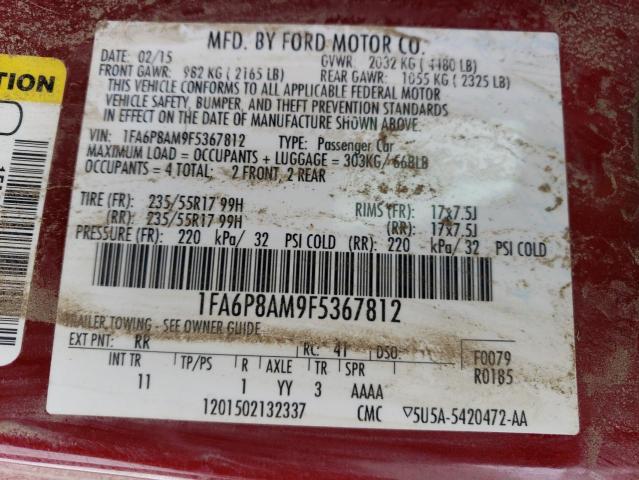 MFD. BY FORD MOTOR CO.
DATE: 02/15 GVWR: 2032 KG ( 4480 LB)
FRONT GAWR: 982 KG ( 2165 LB) REAR GAWR: 1055 KG ( 2325 LB)
THIS VEHICLE CONFORMS TO ALL APPLICABLE FEDERAL MOTOR
VEHICLE SAFETY, BUMPER, AND THEFT PREVENTION STANDARDS
IN EFFECT ON THE DATE OF MANUFACTURE SHOWN ABOVE.
VIN: 1FA6P8AM9F5367812 TYPE: Passenger Car
MAXIMUM LOAD = OCCUPANTS + LUGGAGE = 303KG/ 668LB
OCCUPANTS = 4 TOTAL; 2 FRONT, 2 REAR
TIRE (FR): 235/55R17 99H RIMS (FR): 17x7.5J
(RR): 235/55R17 99H (RR): 17x7.5J
PRESSURE (FR): 220 kPa/ 32 PSI COLD (RR): 220 kPa/ 32 PSI COLD
1FA6P8AM9F5367812
TRAILER TOWING - SEE OWNER GUIDE
EXT PNT: RR RC: 41 DSO: F0079
INT TR TP/PS R AXLE TR SPR R0185
11 1 YY 3 AAAA
1201502132337 CMC ▽5U5A-5420472-AA
TION